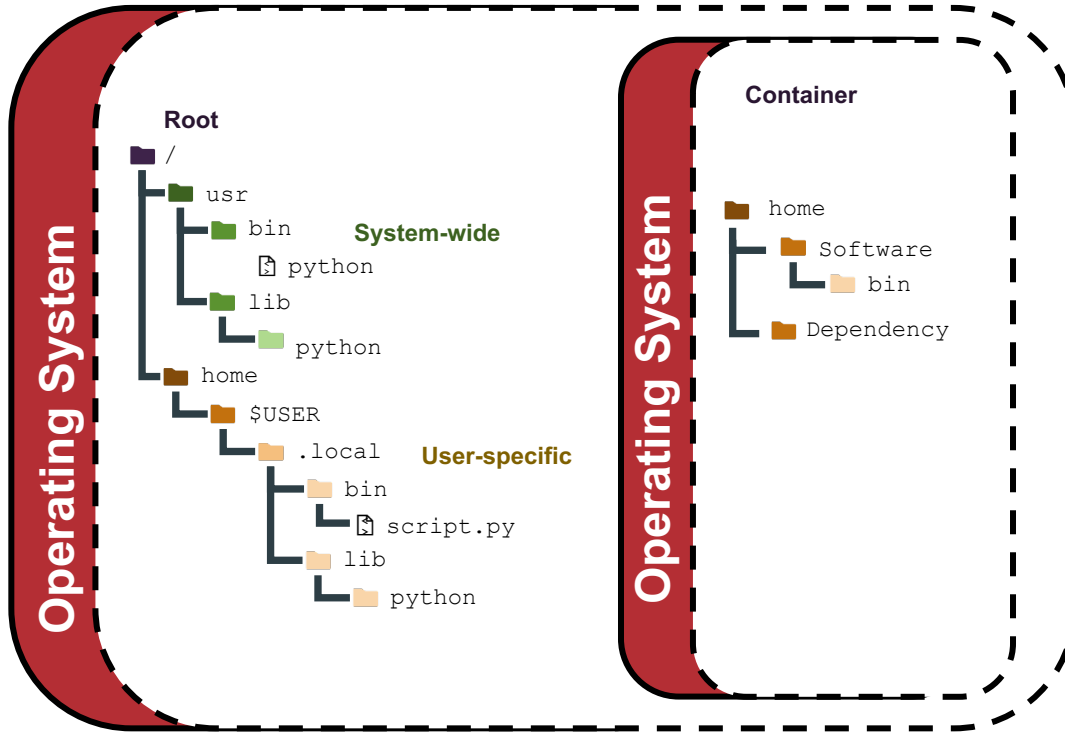 Operating System
Root
/
usr
bin
System-wide
python
lib
python
home
$USER
.local
User-specific
bin
script.py
lib
python
Operating System
Container
home
Software
bin
Dependency